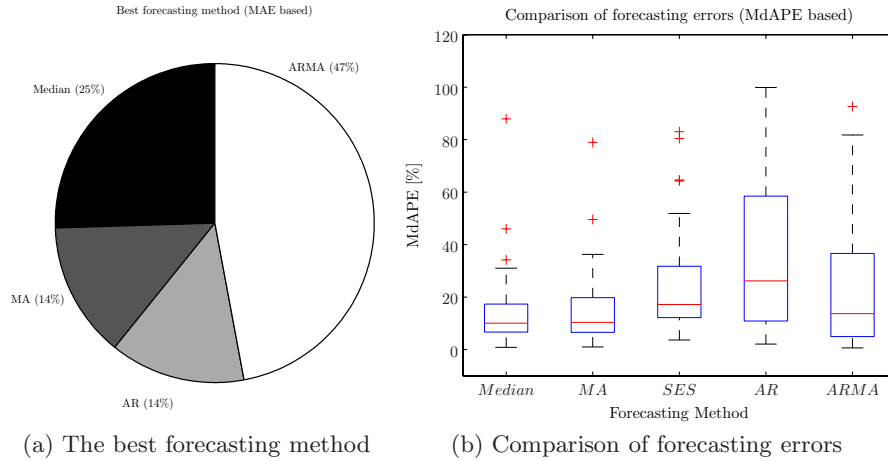 Best forecasting method (MAE based)
ARMA (47%)
Median (25%)
MA (14%)
AR (14%)
(a) The best forecasting method
Comparison of forecasting errors (MdAPE based)
120
100
80
60
40
20
0
MdAPE [%]
Median MA SES AR ARMA
Forecasting Method
(b) Comparison of forecasting errors